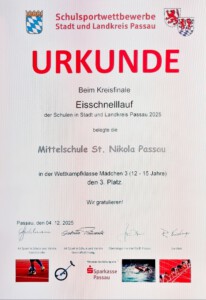 Schulsportwettbewerbe
Stadt und Landkreis Passau
URKUNDE
Beim Kreisfinale
Eisschnelllauf
der Schulen in Stadt und Landkreis Passau 2025
belegte die
Mittelschule St. Nikola Passau
in der Wettkampfklasse Mädchen 3 (12 - 15 Jahre)
den 3. Platz.
Wir gratulieren!
Passau, den 04. 12. 2025
Sparkasse
Passau